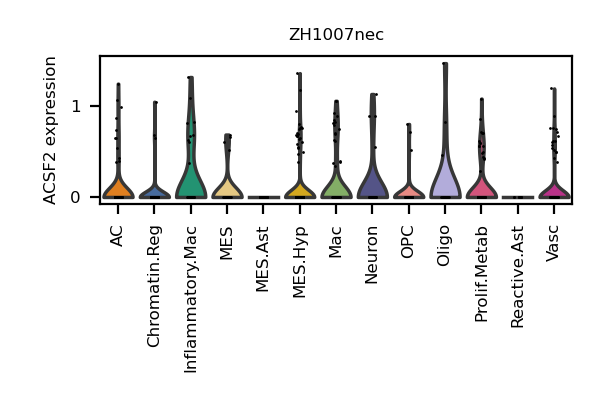 ZH1007nec
ACSF2 expression
1
0
AC
Chromatin.Reg
Inflammatory.Mac
MES
MES.Ast
MES.Hyp
Mac
Neuron
OPC
Oligo
Prolif.Metab
Reactive.Ast
Vasc